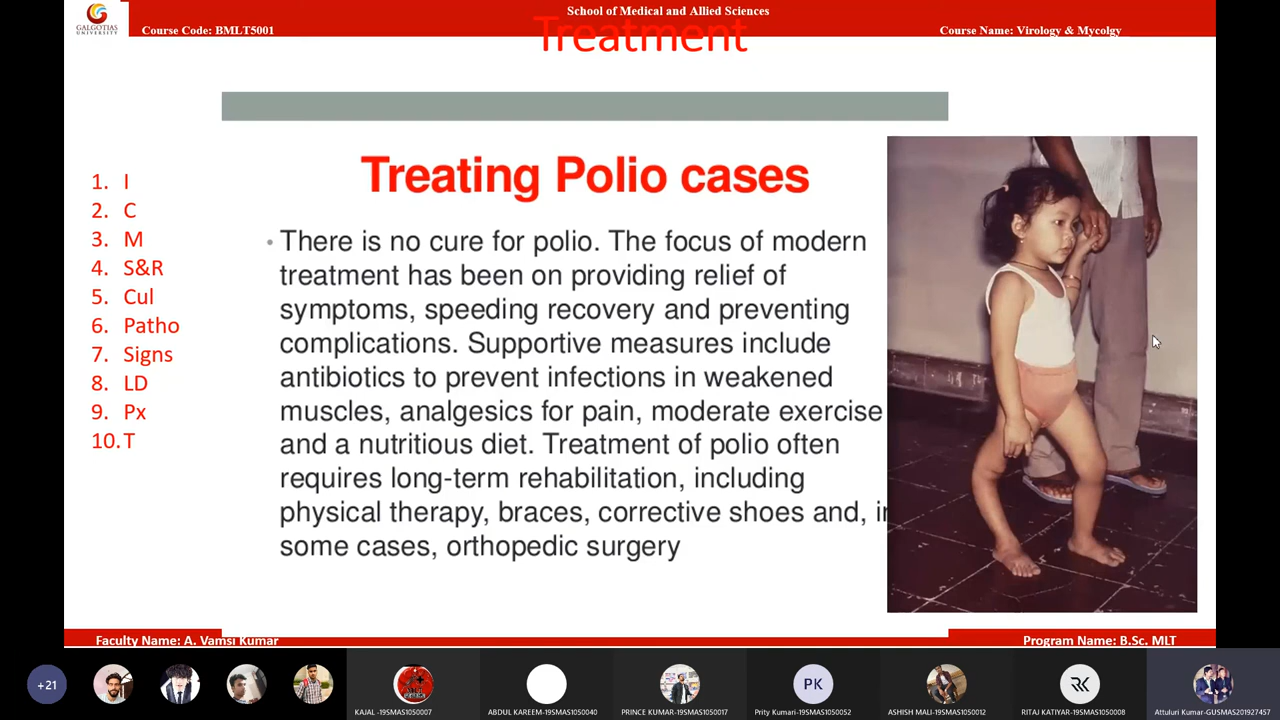 GALGOTIAS
UNIVERSITY
School of Medical and Allied Sciences
Course Code: BMLT5001
Course Name: Virology & Mycolgy
Treatment
Treating Polio cases
1. I
2. C
3. M
4. S&R
5. Cul
6. Patho
7. Signs
8. LD
9. Px
10. T
• There is no cure for polio. The focus of modern
treatment has been on providing relief of
symptoms, speeding recovery and preventing
complications. Supportive measures include
antibiotics to prevent infections in weakened
muscles, analgesics for pain, moderate exercise
and a nutritious diet. Treatment of polio often
requires long-term rehabilitation, including
physical therapy, braces, corrective shoes and,
some cases, orthopedic surgery
Faculty Name: A. Vamsi Kumar
Program Name: B.Sc. MLT
+21
PK
RK
KAJAL -19SMAS1050007
ABDUL KAREEM-19SMAS1050040
PRINCE KUMAR-19SMAS1050017
Prity Kumari-19SMAS1050052
ASHISH MALI-19SMAS1050012
RITAJ KATIYAR-19SMAS1050008
Attuluri Kumar-GUSMAS201927457